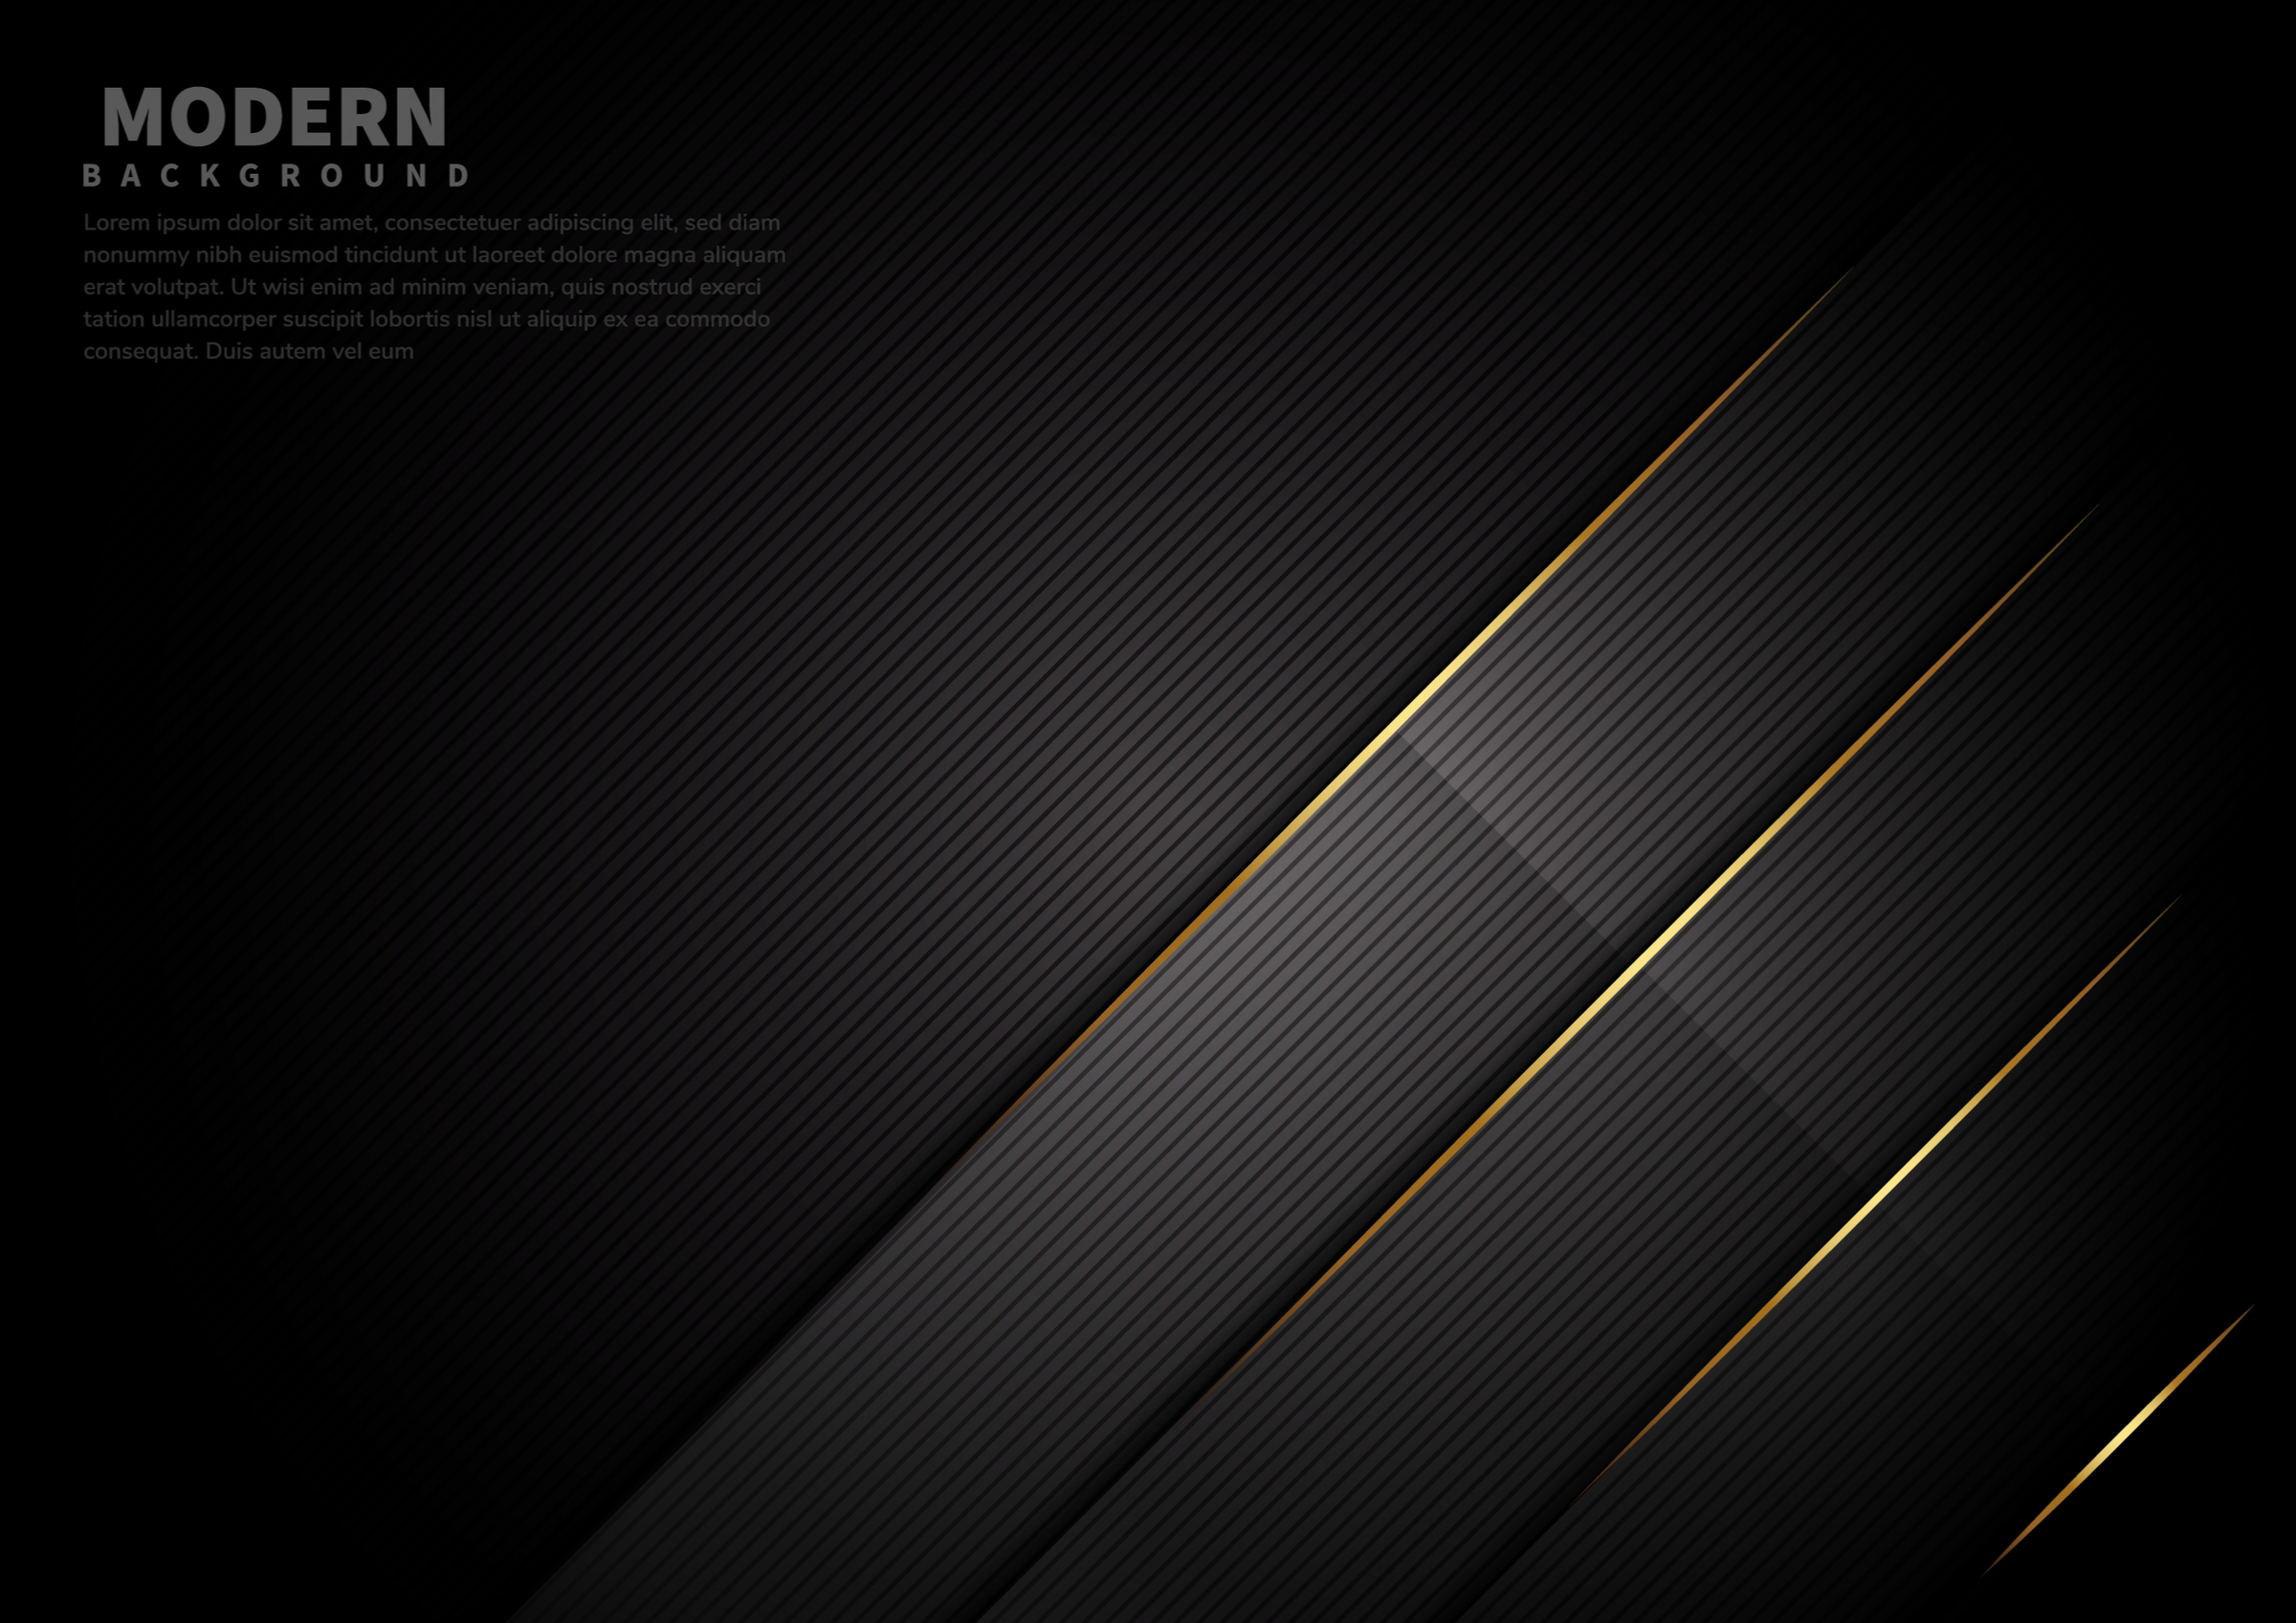 MODERN
BACKGROUND
Lorem ipsum dolor sit amet, consectetuer adipiscing elit, sed diam
nonummy nibh euismod tincidunt ut laoreet dolore magna aliquam
erat volutpat. Ut wisi enim ad minim veniam, quis nostrud exerci
tation ullamcorper suscipit lobortis nisl ut aliquip ex ea commodo
consequat. Duis autem vel eum